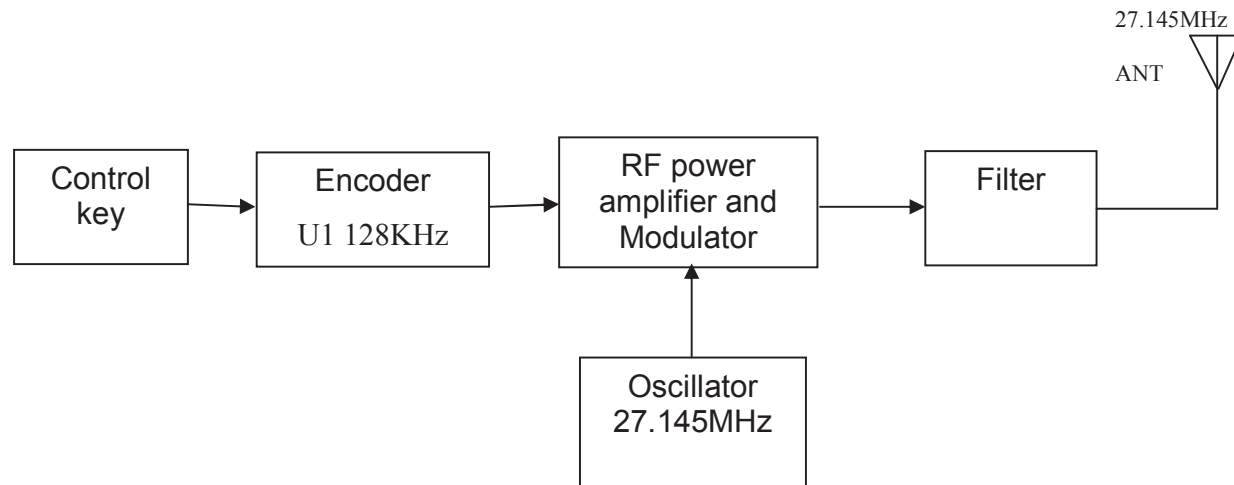 27.145MHz
ANT
Control
key
Encoder
U1 128KHz
RF power
amplifier and
Modulator
Filter
Oscillator
27.145MHz